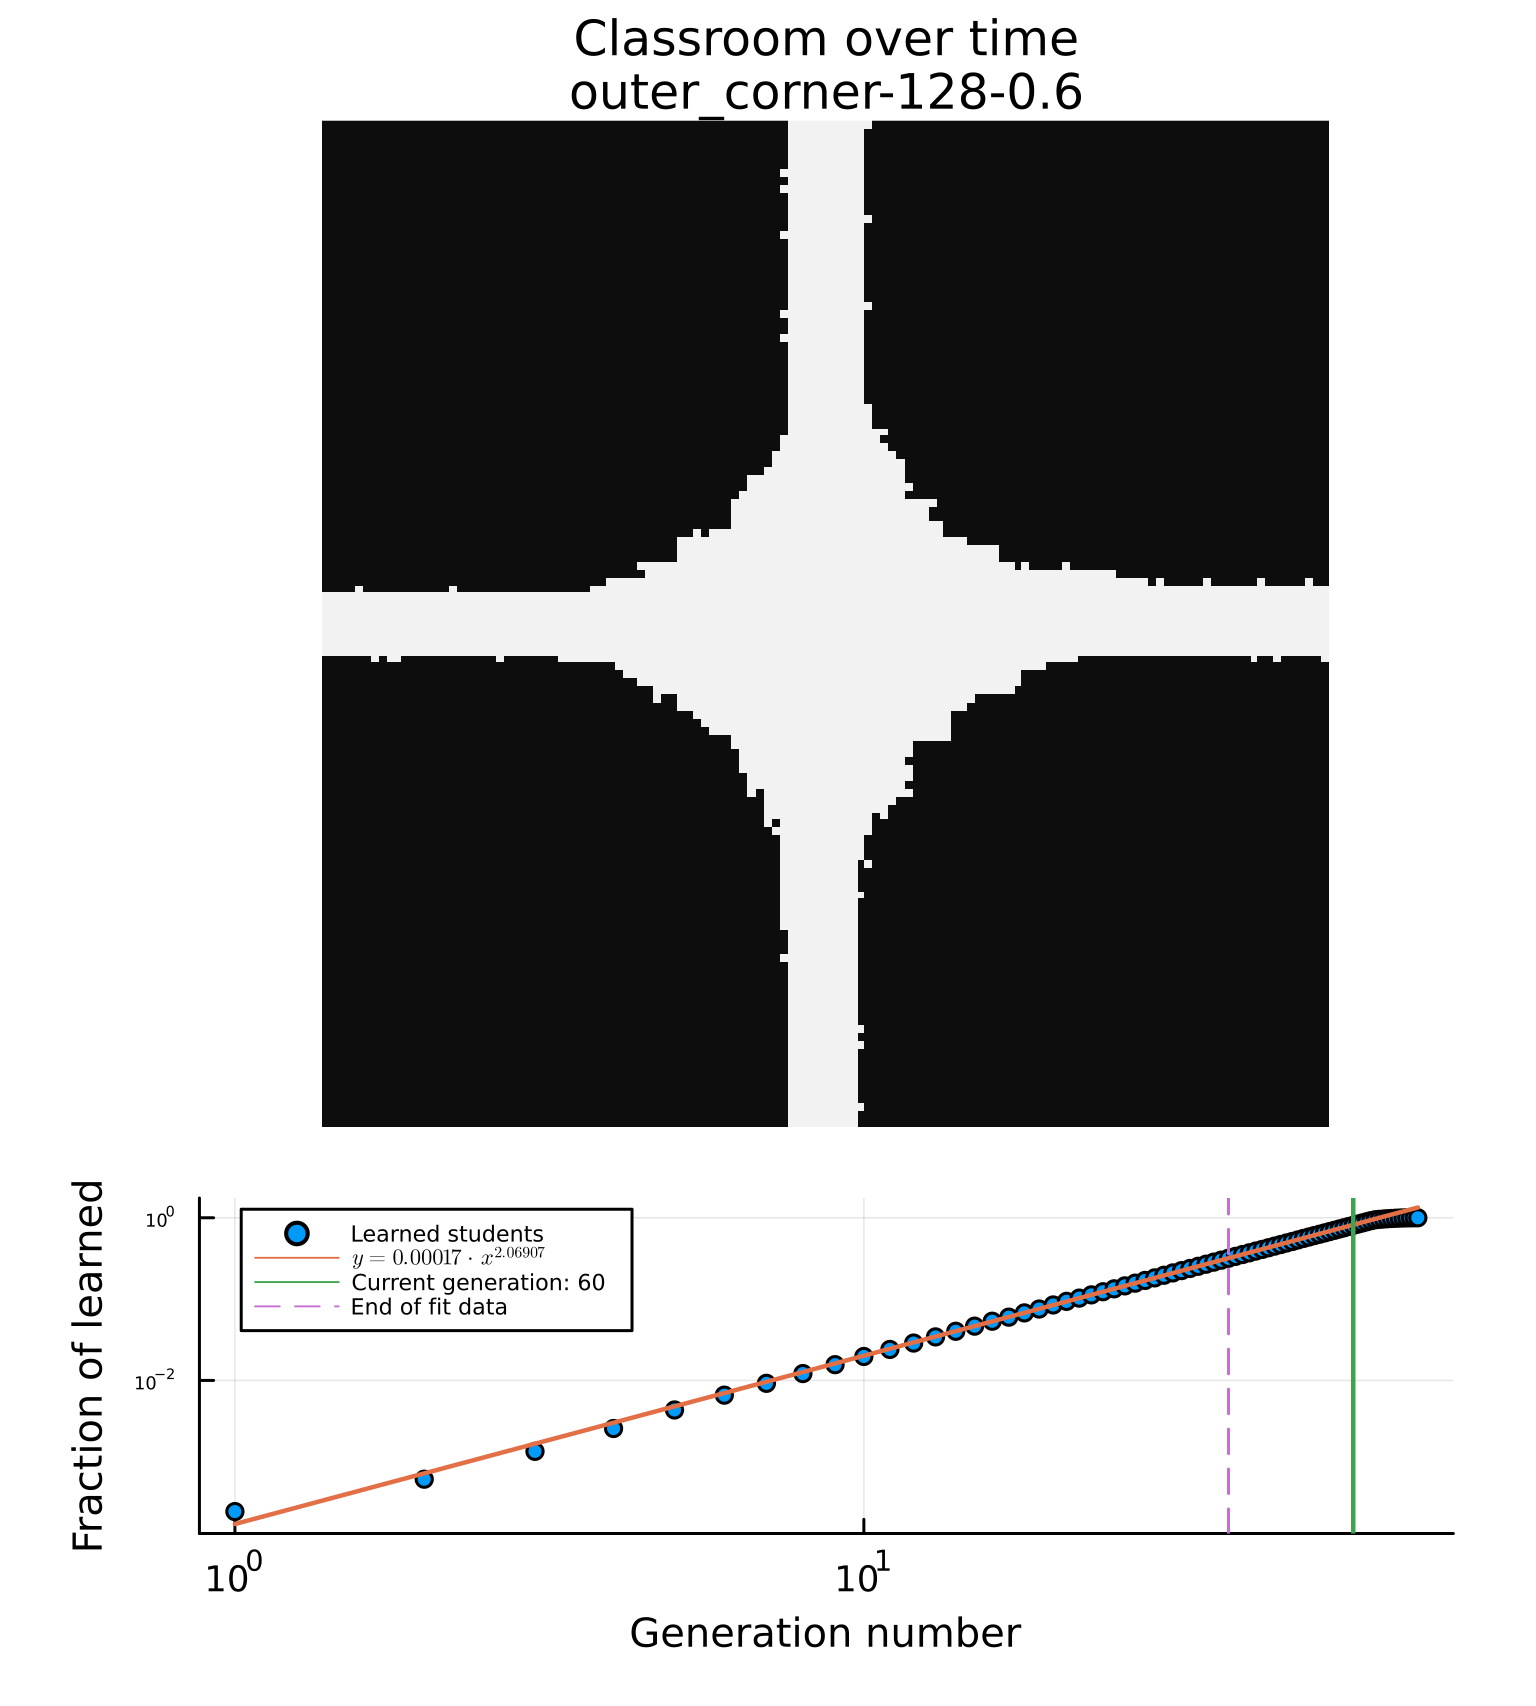 Classroom over time
outer_corner-128-0.6
Fraction of learned
10^0
10^-2
Learned students
y = 0.00017 · x^2.06907
Current generation: 60
End of fit data
10^0
10^1
Generation number